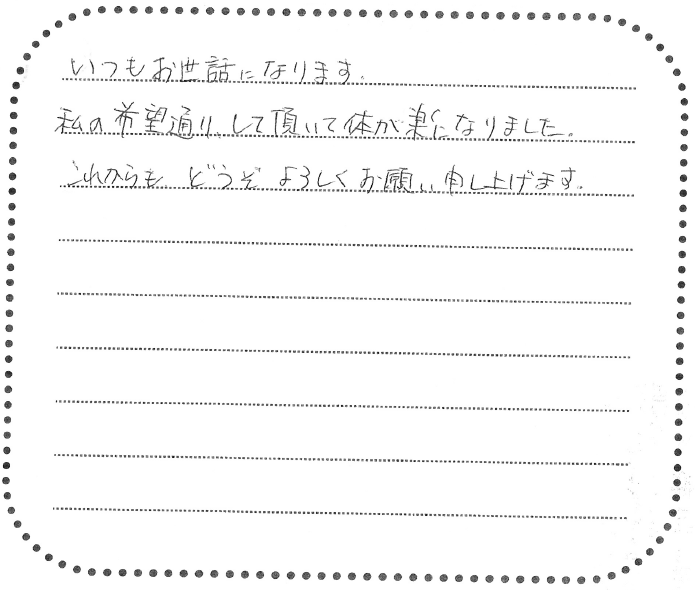 いつもお世話になります。
私の希望通りにして頂いて体が楽になりました。
これからも、どうぞよろしくお願い申し上げます。